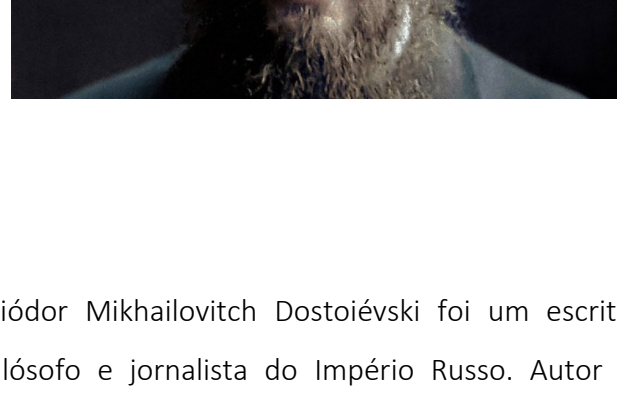 iódor Mikhailovitch Dostoiévski foi um escrit
lósofo e jornalista do Império Russo. Autor